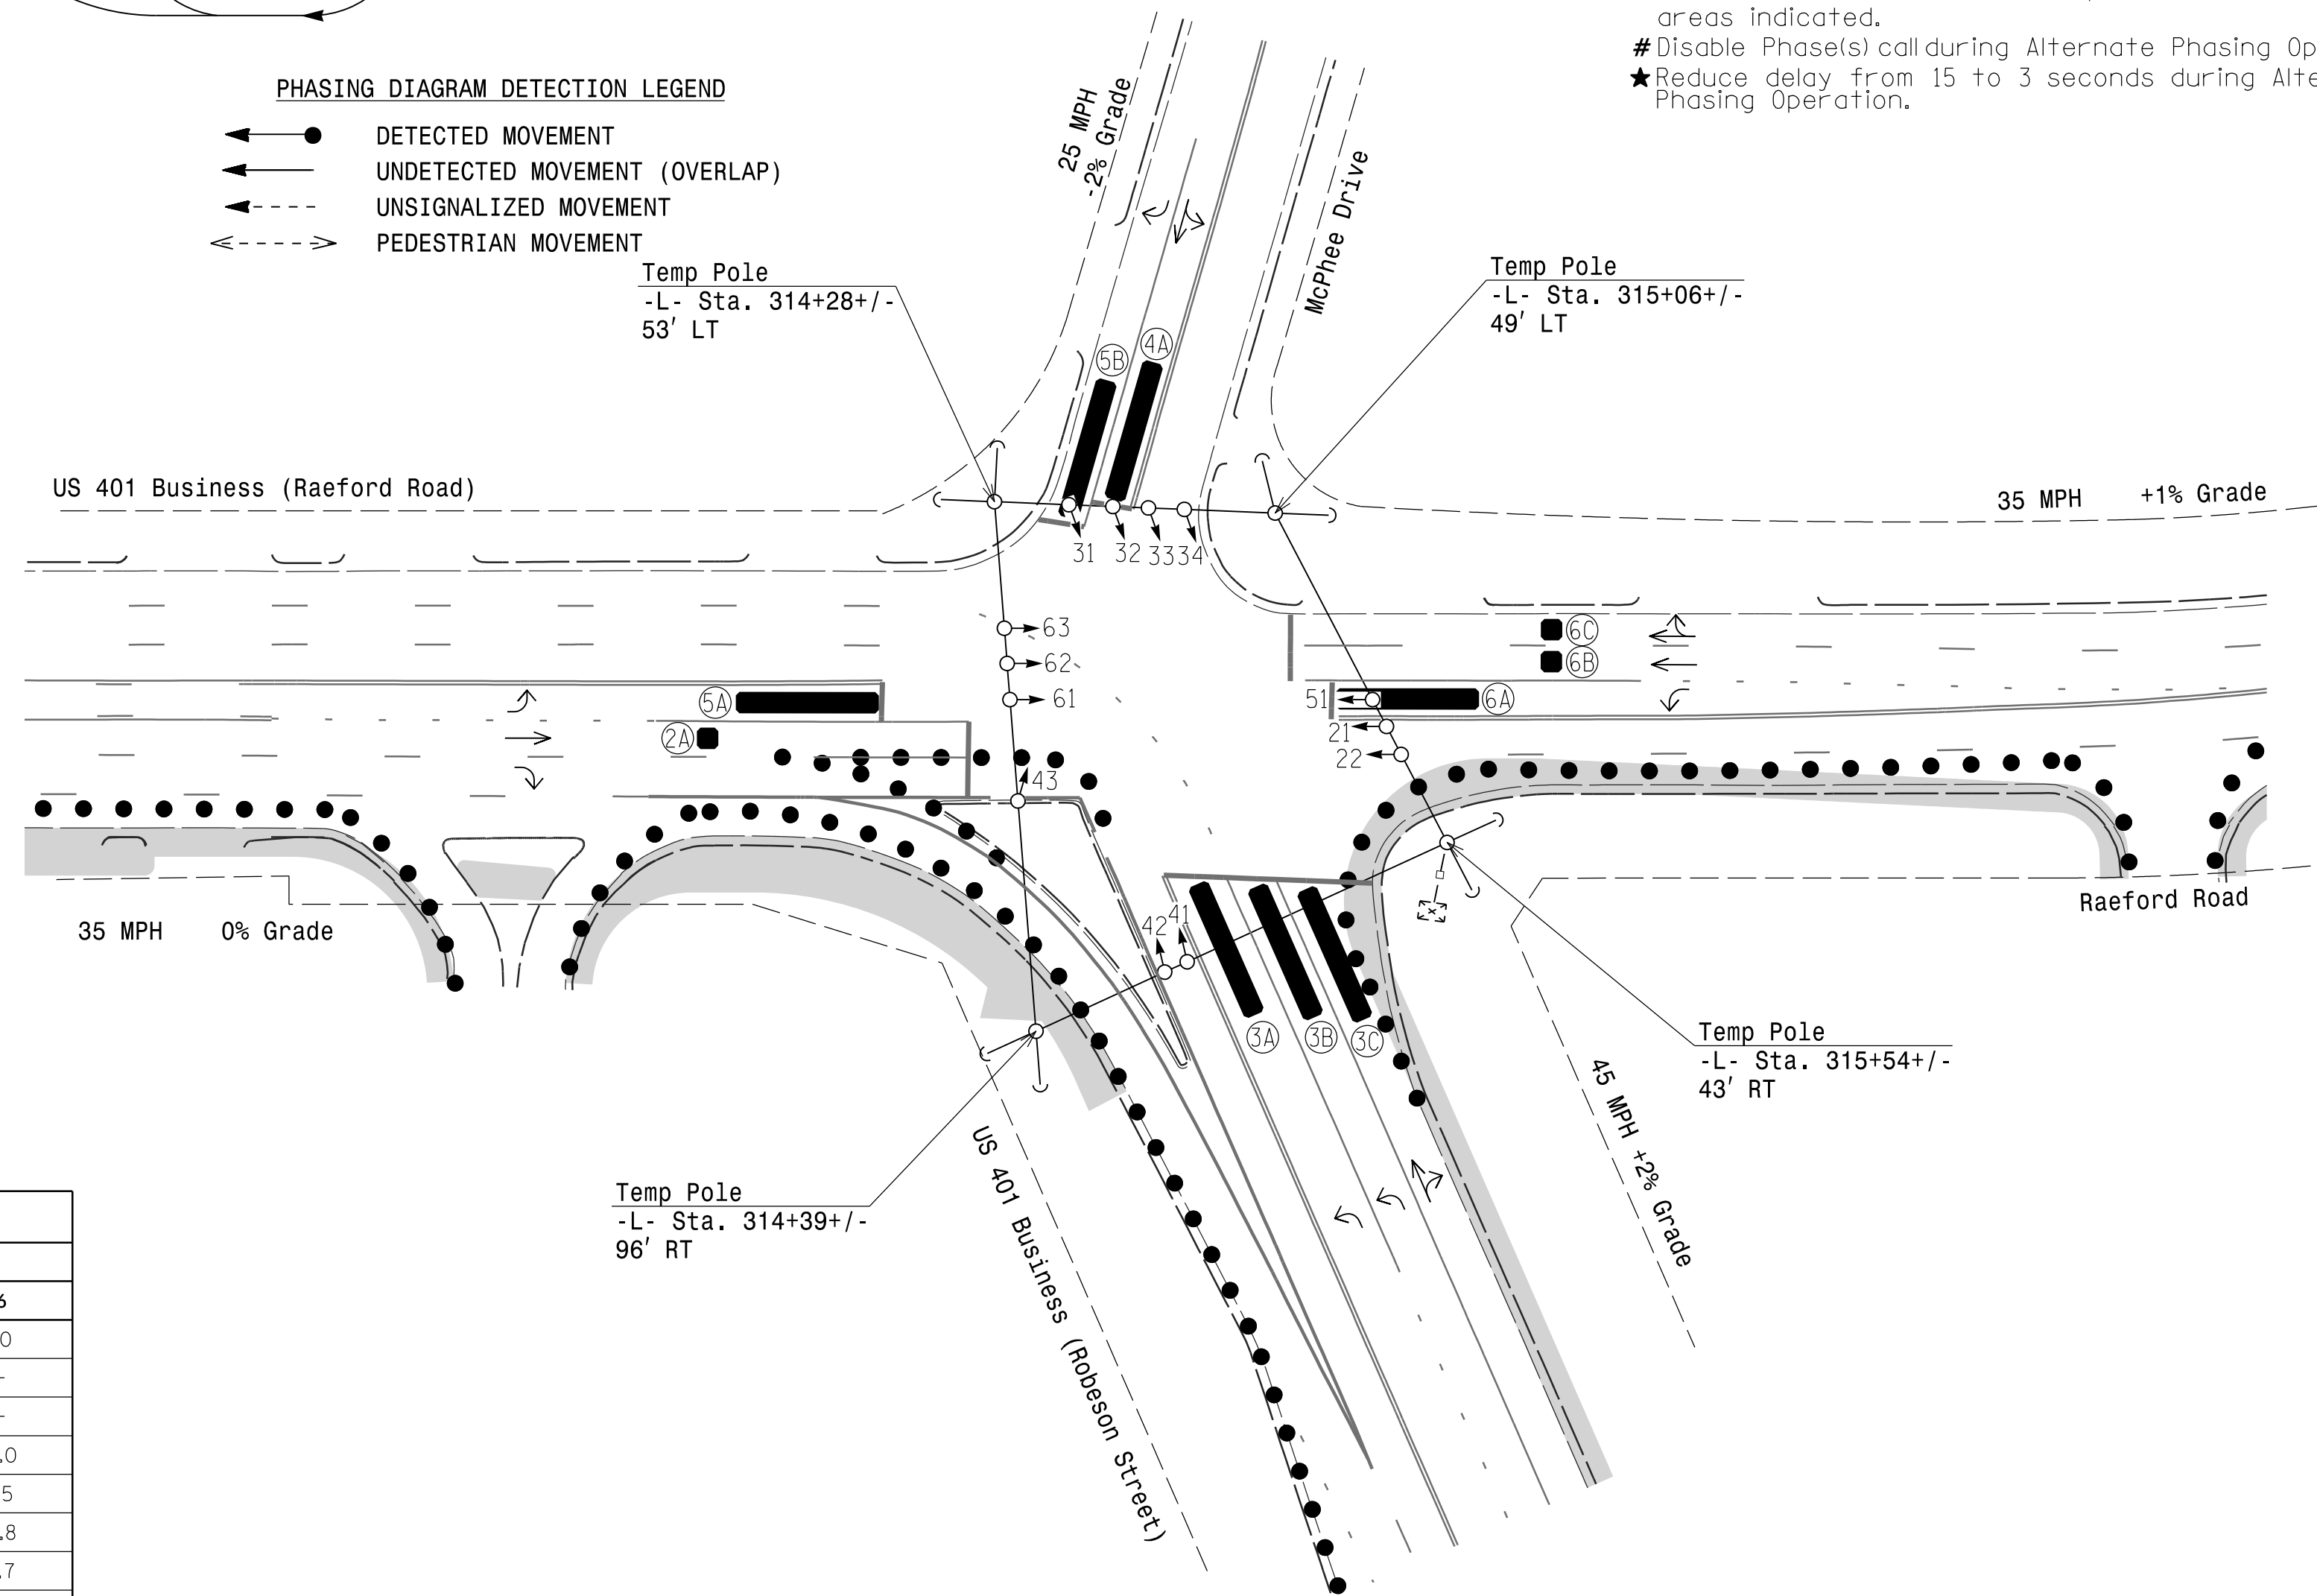 areas indicated.
# Disable Phase(s) call during Alternate Phasing Op
★ Reduce delay from 15 to 3 seconds during Alte
Phasing Operation.
PHASING DIAGRAM DETECTION LEGEND
DETECTED MOVEMENT
UNDETECTED MOVEMENT (OVERLAP)
UNSIGNALIZED MOVEMENT
PEDESTRIAN MOVEMENT
25 MPH
-2% Grade
McPhee Drive
Temp Pole
-L- Sta. 314+28+/-
53' LT
Temp Pole
-L- Sta. 315+06+/-
49' LT
5B
4A
US 401 Business (Raeford Road)
35 MPH +1% Grade
31
32
33
34
63
62
61
6C
6B
6A
5A
2A
51
21
22
43
42
41
35 MPH 0% Grade
Raeford Road
3A
3B
3C
Temp Pole
-L- Sta. 315+54+/-
43' RT
45 MPH +2% Grade
US 401 Business (Robeson Street)
Temp Pole
-L- Sta. 314+39+/-
96' RT
6
0
-
-
.0
5
.8
.7